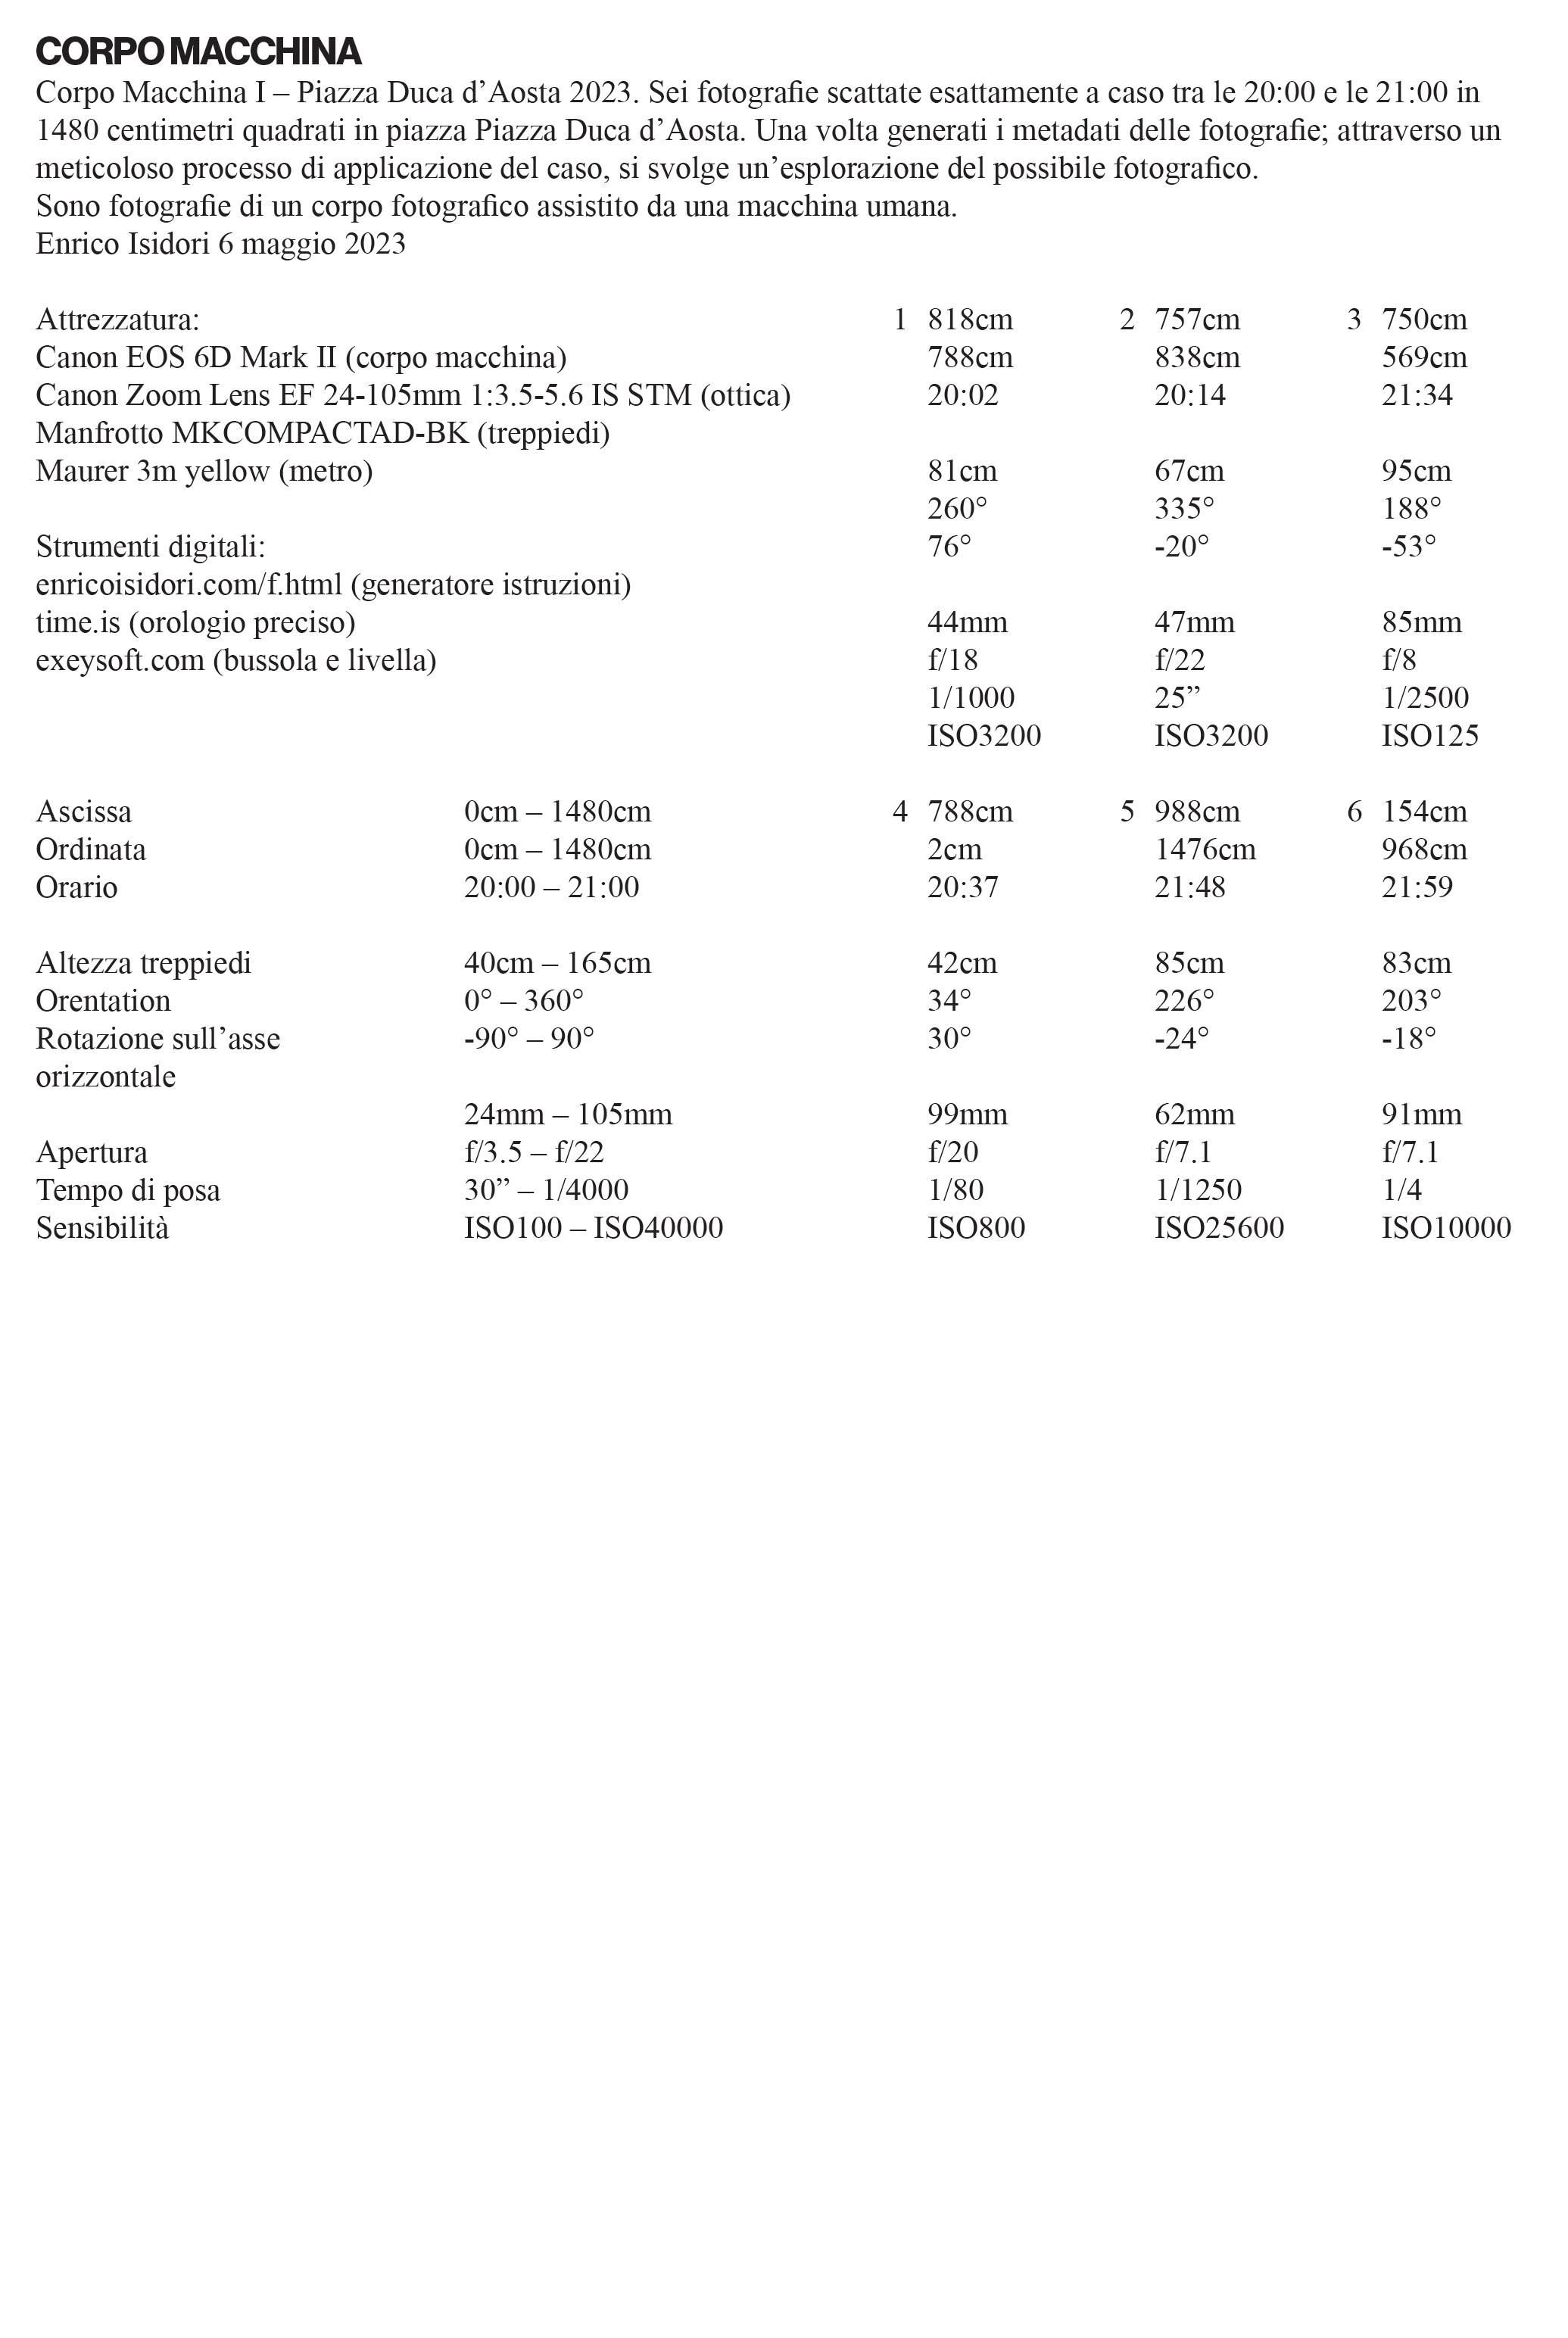 CORPO MACCHINA
Corpo Macchina I – Piazza Duca d’Aosta 2023. Sei fotografie scattate esattamente a caso tra le 20:00 e le 21:00 in
1480 centimetri quadrati in piazza Piazza Duca d’Aosta. Una volta generati i metadati delle fotografie; attraverso un
meticoloso processo di applicazione del caso, si svolge un’esplorazione del possibile fotografico.
Sono fotografie di un corpo fotografico assistito da una macchina umana.
Enrico Isidori 6 maggio 2023
Attrezzatura: 1 818cm 2 757cm 3 750cm
Canon EOS 6D Mark II (corpo macchina) 788cm 838cm 569cm
Canon Zoom Lens EF 24-105mm 1:3.5-5.6 IS STM (ottica) 20:02 20:14 21:34
Manfrotto MKCOMPACTAD-BK (treppiedi)
Maurer 3m yellow (metro) 81cm 67cm 95cm
260° 335° 188°
Strumenti digitali: 76° -20° -53°
enricoisidori.com/f.html (generatore istruzioni)
time.is (orologio preciso) 44mm 47mm 85mm
exeysoft.com (bussola e livella) f/18 f/22 f/8
1/1000 25” 1/2500
ISO3200 ISO3200 ISO125
Ascissa 0cm – 1480cm 4 788cm 5 988cm 6 154cm
Ordinata 0cm – 1480cm 2cm 1476cm 968cm
Orario 20:00 – 21:00 20:37 21:48 21:59
Altezza treppiedi 40cm – 165cm 42cm 85cm 83cm
Orentation 0° – 360° 34° 226° 203°
Rotazione sull’asse -90° – 90° 30° -24° -18°
orizzontale
24mm – 105mm 99mm 62mm 91mm
Apertura f/3.5 – f/22 f/20 f/7.1 f/7.1
Tempo di posa 30” – 1/4000 1/80 1/1250 1/4
Sensibilità ISO100 – ISO40000 ISO800 ISO25600 ISO10000